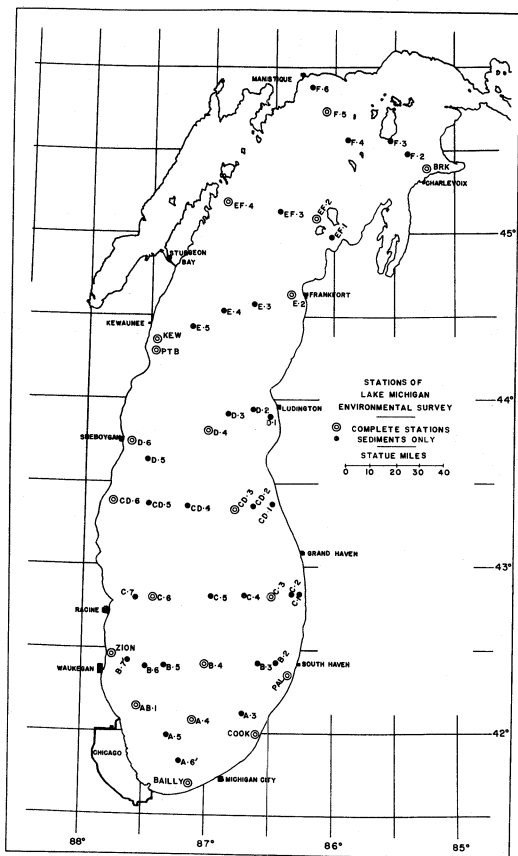 MANISTIQUE
F-6
F-5
F-4
F-3
F-2
BRK
CHARLEVOIX
EF-4
EF-3
EF-2
EF-1
45°
STURGEON
BAY
E-2
FRANKFORT
E-3
E-4
E-5
KEWAUNEE
KEW
PTB
44°
STATIONS OF
LAKE MICHIGAN
ENVIRONMENTAL SURVEY
COMPLETE STATIONS
SEDIMENTS ONLY
STATUE MILES
0 10 20 30 40
LUDINGTON
D-3
D-2
D-1
D-4
SHEBOYGAN
D-6
D-5
CD-6
CD-5
CD-4
CD-3
CD-2
CD-1
GRAND HAVEN
43°
C-7
C-6
C-5
C-4
C-3
C-2
RACINE
ZION
WAUKEGAN
B-7'
B-6
B-5
B-4
B-3
B-2
SOUTH HAVEN
PAL
AB-1
A-4
A-3
A-5
COOK
42°
CHICAGO
A-6'
BAILLY
MICHIGAN CITY
88°
87°
86°
85°